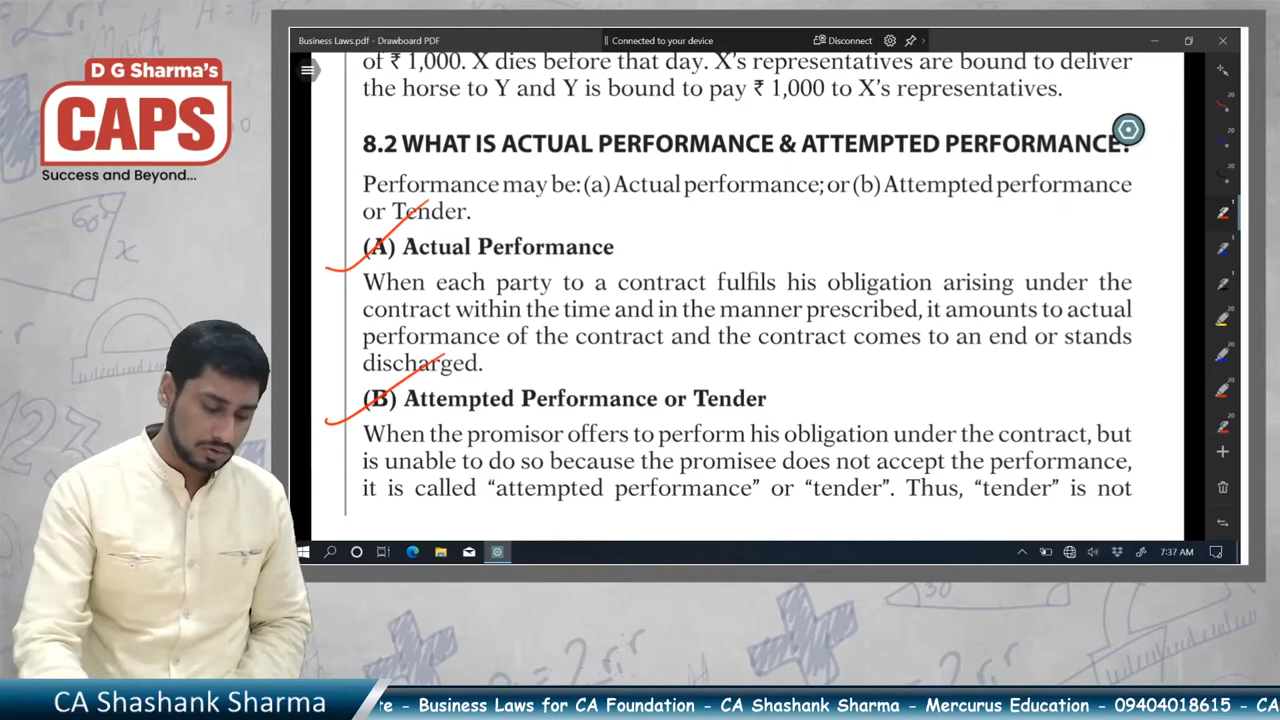 D G Sharma's
CAPS
Success and Beyond...
Business Laws.pdf - Drawboard PDF
Connected to your device
Disconnect
of ₹ 1,000. X dies before that day. X's representatives are bound to deliver
the horse to Y and Y is bound to pay ₹ 1,000 to X's representatives.
8.2 WHAT IS ACTUAL PERFORMANCE & ATTEMPTED PERFORMANCE?
Performance may be: (a) Actual performance; or (b) Attempted performance
or Tender.
(A) Actual Performance
When each party to a contract fulfils his obligation arising under the
contract within the time and in the manner prescribed, it amounts to actual
performance of the contract and the contract comes to an end or stands
discharged.
(B) Attempted Performance or Tender
When the promisor offers to perform his obligation under the contract, but
is unable to do so because the promisee does not accept the performance,
it is called “attempted performance” or “tender”. Thus, “tender” is not
7:37 AM
CA Shashank Sharma
te - Business Laws for CA Foundation - CA Shashank Sharma - Mercurus Education - 09404018615 - CA